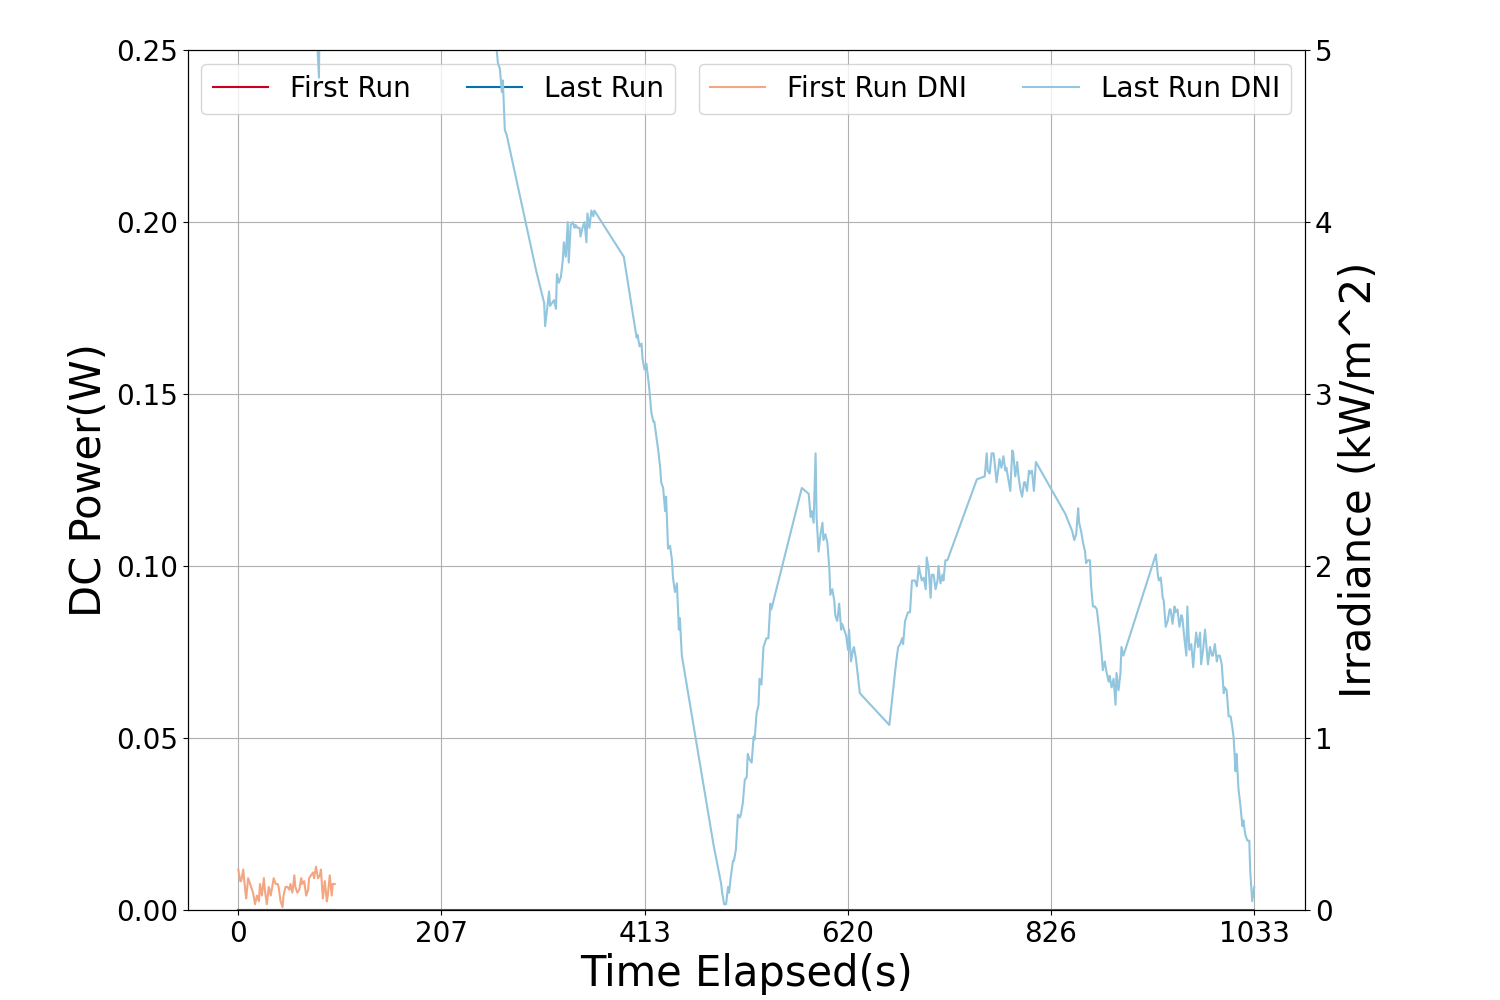 First Run
Last Run
First Run DNI
Last Run DNI
0.25
0.20
0.15
0.10
0.05
0.00
DC Power(W)
5
4
3
2
1
0
Irradiance (kW/m^2)
0
207
413
620
826
1033
Time Elapsed(s)